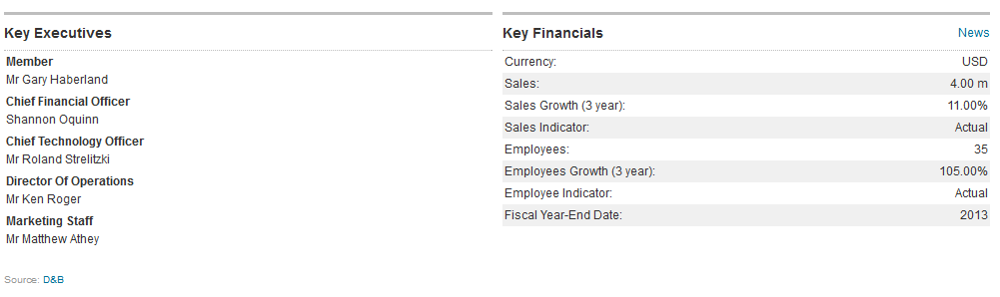 Key Executives
Member
Mr Gary Haberland
Chief Financial Officer
Shannon Oquinn
Chief Technology Officer
Mr Roland Strelitzki
Director Of Operations
Mr Ken Roger
Marketing Staff
Mr Matthew Athey
Source: D&B
Key Financials News
Currency: USD
Sales: 4.00 m
Sales Growth (3 year): 11.00%
Sales Indicator: Actual
Employees: 35
Employees Growth (3 year): 105.00%
Employee Indicator: Actual
Fiscal Year-End Date: 2013